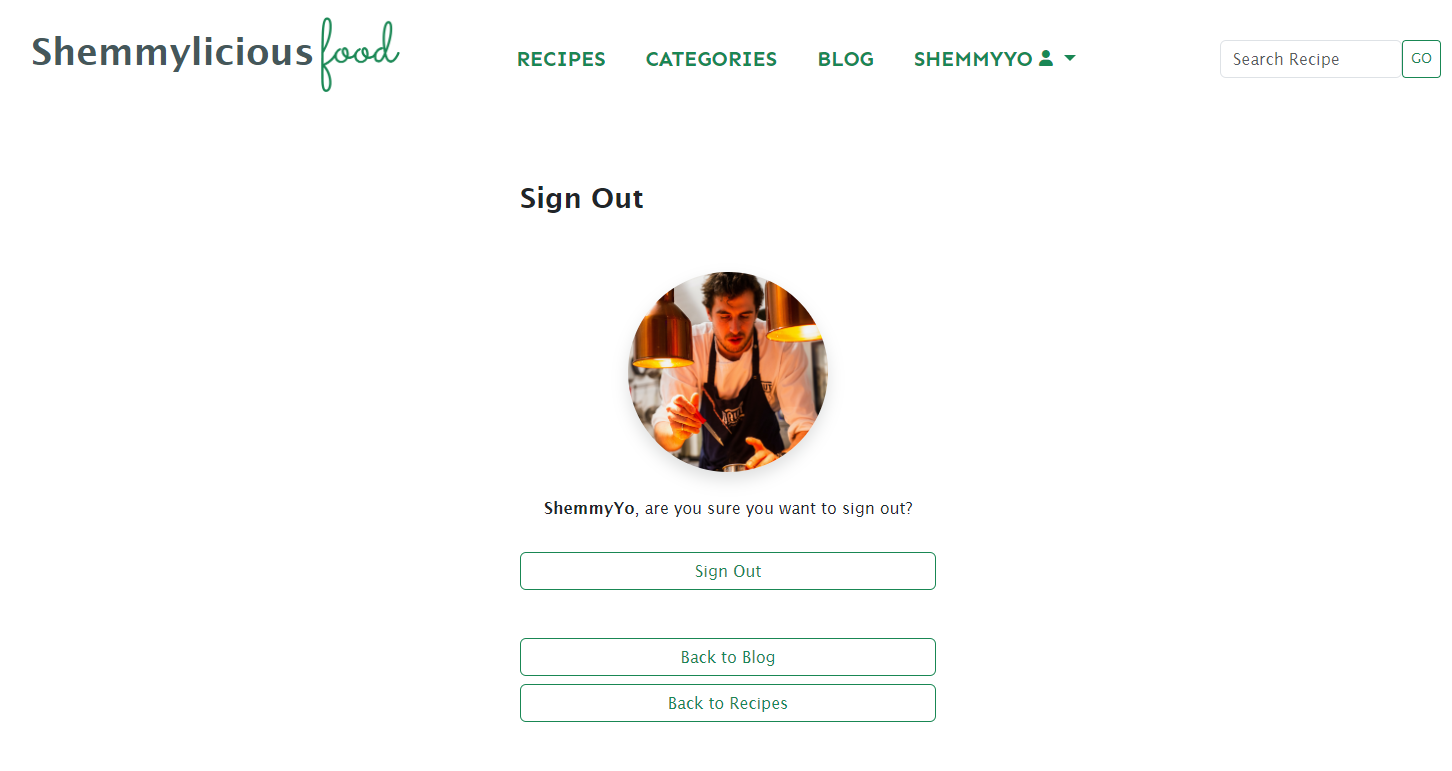 Shemmylicious food
RECIPES CATEGORIES BLOG SHEMMYYO
Search Recipe GO
Sign Out
ShemmyYo, are you sure you want to sign out?
Sign Out
Back to Blog
Back to Recipes